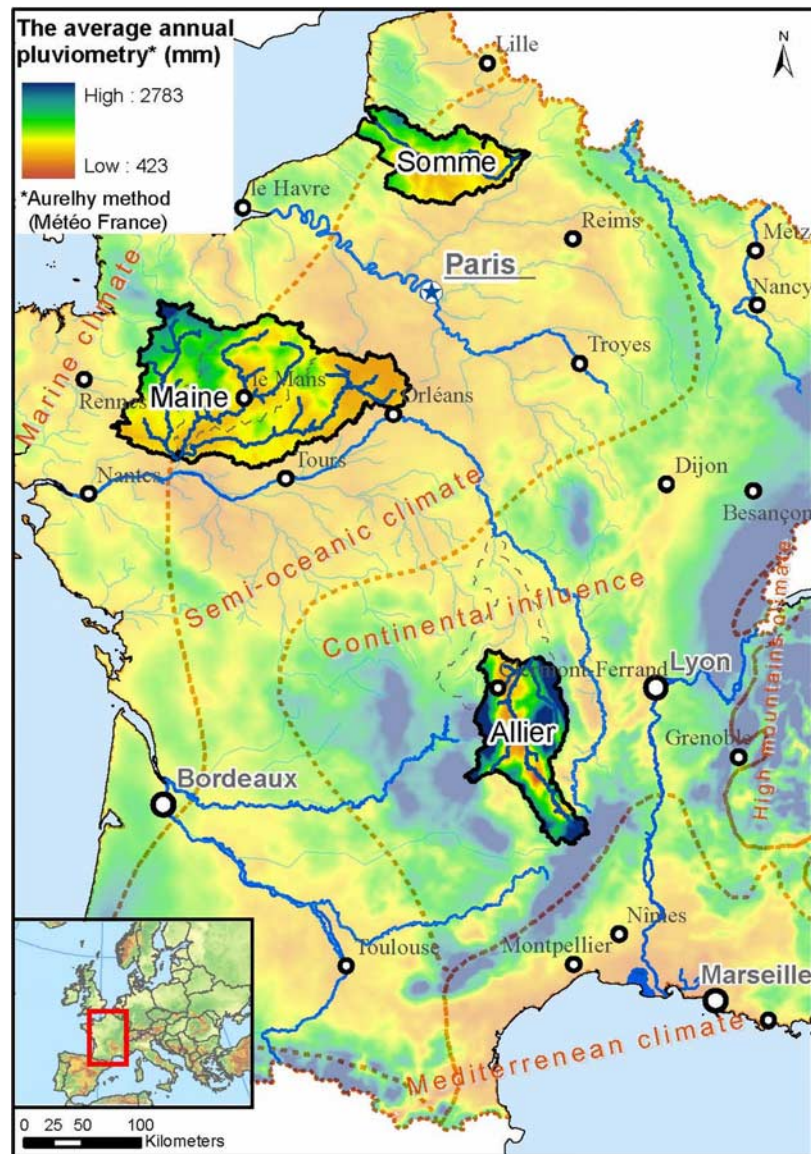 The average annual
pluviometry* (mm)
High : 2783
Low : 423
*Aurelhy method
(Météo France)
N
Lille
Somme
le Havre
Reims
Metz
Paris
Nancy
Marine climate
Troyes
Rennes
Maine
le Mans
Orléans
Nantes
Tours
Dijon
Besançon
Semi-oceanic climate
Continental influence
Clermont-Ferrand
Lyon
Allier
Grenoble
High mountains climate
Bordeaux
Nîmes
Toulouse
Montpellier
Marseille
Mediterrenean climate
0 25 50 100
Kilometers